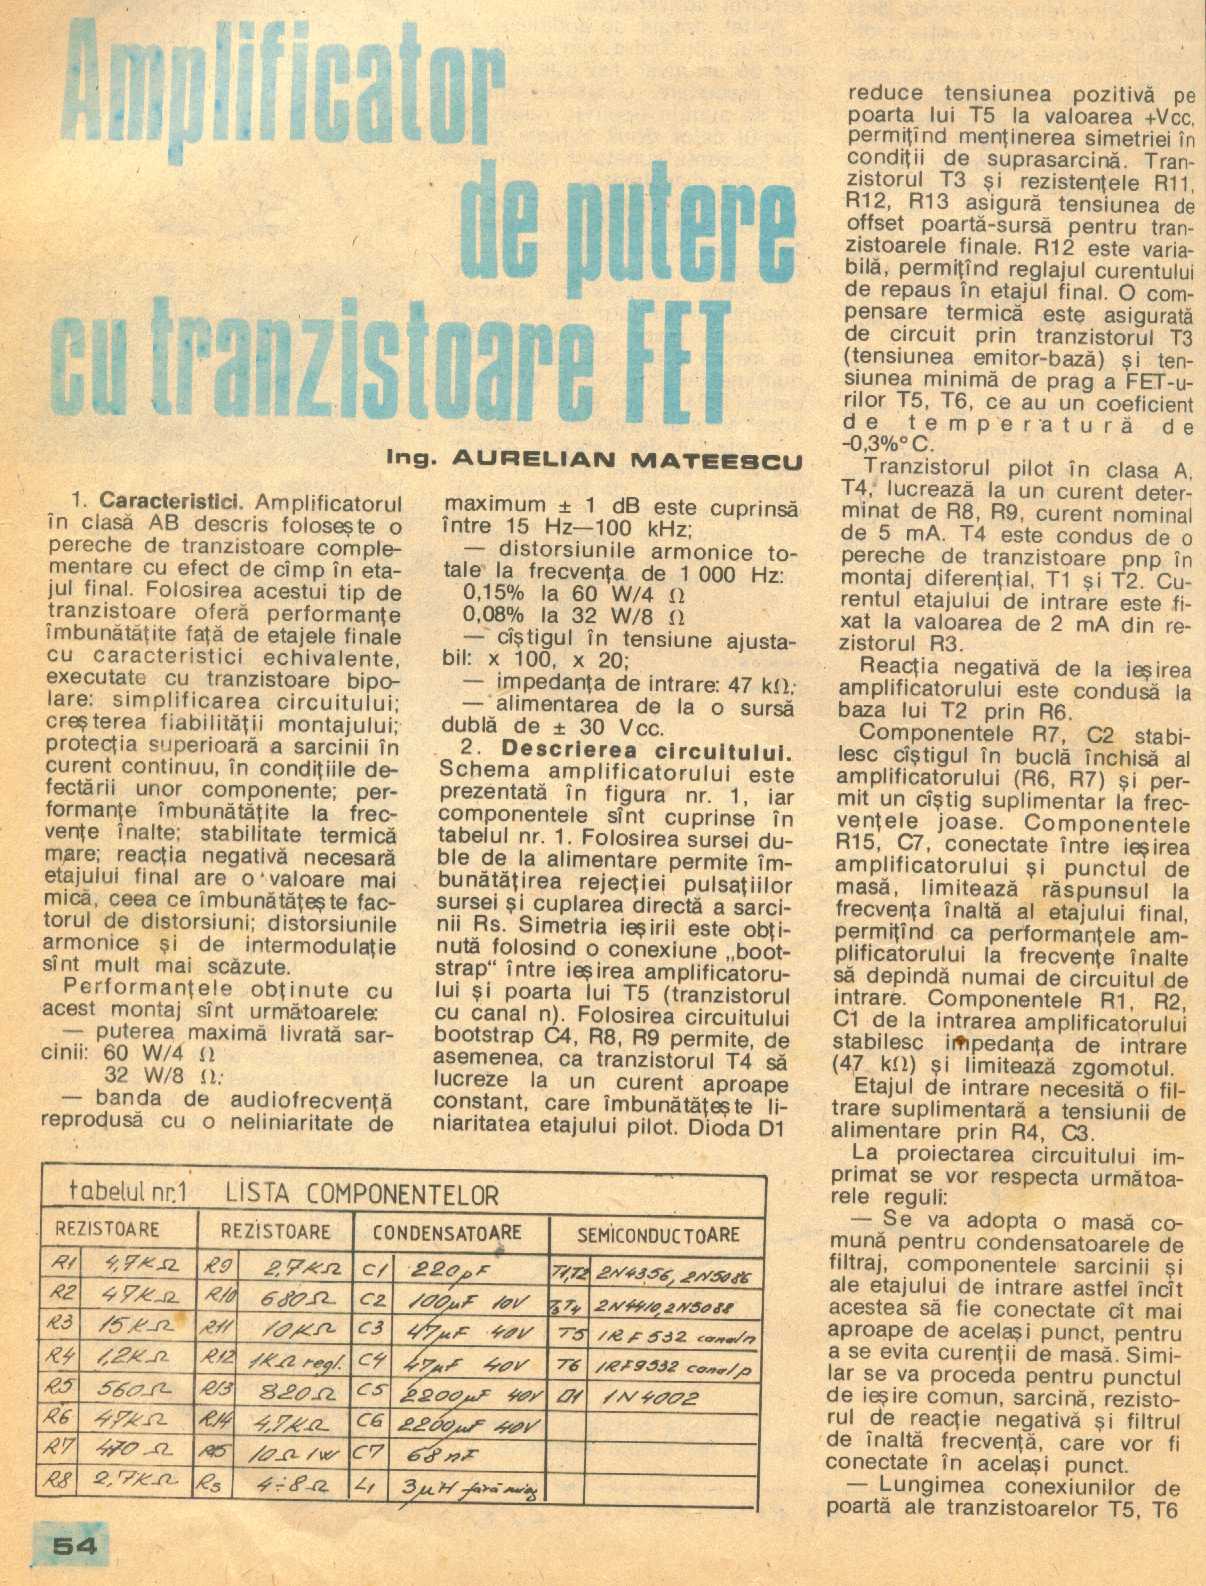 Amplificator
de putere
cu tranzistoare FET
Ing. AURELIAN MATEESCU
1. Caracteristici. Amplificatorul
în clasă AB descris folosește o
pereche de tranzistoare comple-
mentare cu efect de cîmp în eta-
jul final. Folosirea acestui tip de
tranzistoare oferă performanțe
îmbunătățite față de etajele finale
cu caracteristici echivalente,
executate cu tranzistoare bipo-
lare: simplificarea circuitului;
creșterea fiabilității montajului;
protecția superioară a sarcinii în
curent continuu, în condițiile de-
fectării unor componente; per-
formanțe îmbunătățite la frec-
vențe înalte; stabilitate termică
mare; reacția negativă necesară
etajului final are o valoare mai
mică, ceea ce îmbunătățește fac-
torul de distorsiuni; distorsiunile
armonice și de intermodulație
sînt mult mai scăzute.
Performanțele obținute cu
acest montaj sînt următoarele:
— puterea maximă livrată sar-
cinii: 60 W/4 Ω
32 W/8 Ω;
— banda de audiofrecvență
reprodusă cu o neliniaritate de
maximum ± 1 dB este cuprinsă
între 15 Hz—100 kHz;
— distorsiunile armonice to-
tale la frecvența de 1 000 Hz:
0,15% la 60 W/4 Ω
0,08% la 32 W/8 Ω
— cîștigul în tensiune ajusta-
bil: x 100, x 20;
— impedanța de intrare: 47 kΩ;
— alimentarea de la o sursă
dublă de ± 30 Vcc.
2. Descrierea circuitului.
Schema amplificatorului este
prezentată în figura nr. 1, iar
componentele sînt cuprinse în
tabelul nr. 1. Folosirea sursei du-
ble de la alimentare permite îm-
bunătățirea rejecției pulsațiilor
sursei și cuplarea directă a sarci-
nii Rs. Simetria ieșirii este obți-
nută folosind o conexiune „boot-
strap“ între ieșirea amplificatoru-
lui și poarta lui T5 (tranzistorul
cu canal n). Folosirea circuitului
bootstrap C4, R8, R9 permite, de
asemenea, ca tranzistorul T4 să
lucreze la un curent aproape
constant, care îmbunătățește li-
niaritatea etajului pilot. Dioda D1
reduce tensiunea pozitivă pe
poarta lui T5 la valoarea +Vcc,
permițînd menținerea simetriei în
condiții de suprasarcină. Tran-
zistorul T3 și rezistențele R11,
R12, R13 asigură tensiunea de
offset poartă-sursă pentru tran-
zistoarele finale. R12 este varia-
bilă, permițînd reglajul curentului
de repaus în etajul final. O com-
pensare termică este asigurată
de circuit prin tranzistorul T3
(tensiunea emitor-bază) și ten-
siunea minimă de prag a FET-u-
rilor T5, T6, ce au un coeficient
de temperatură de
-0,3%°C.
Tranzistorul pilot în clasa A,
T4, lucrează la un curent deter-
minat de R8, R9, curent nominal
de 5 mA. T4 este condus de o
pereche de tranzistoare pnp în
montaj diferențial, T1 și T2. Cu-
rentul etajului de intrare este fi-
xat la valoarea de 2 mA din re-
zistorul R3.
Reacția negativă de la ieșirea
amplificatorului este condusă la
baza lui T2 prin R6.
Componentele R7, C2 stabi-
lesc cîștigul în buclă închisă al
amplificatorului (R6, R7) și per-
mit un cîștig suplimentar la frec-
vențele joase. Componentele
R15, C7, conectate între ieșirea
amplificatorului și punctul de
masă, limitează răspunsul la
frecvența înaltă al etajului final,
permițînd ca performanțele am-
plificatorului la frecvențe înalte
să depindă numai de circuitul de
intrare. Componentele R1, R2,
C1 de la intrarea amplificatorului
stabilesc impedanța de intrare
(47 kΩ) și limitează zgomotul.
Etajul de intrare necesită o fil-
trare suplimentară a tensiunii de
alimentare prin R4, C3.
La proiectarea circuitului im-
primat se vor respecta următoa-
rele reguli:
— Se va adopta o masă co-
mună pentru condensatoarele de
filtraj, componentele sarcinii și
ale etajului de intrare astfel încît
acestea să fie conectate cît mai
aproape de același punct, pentru
a se evita curenții de masă. Simi-
lar se va proceda pentru punctul
de ieșire comun, sarcină, rezisto-
rul de reacție negativă și filtrul
de înaltă frecvență, care vor fi
conectate în același punct.
— Lungimea conexiunilor de
poartă ale tranzistoarelor T5, T6
tabelul nr.1 LISTA COMPONENTELOR
REZISTOARE REZISTOARE CONDENSATOARE SEMICONDUCTOARE
R1 4,7KΩ R9 2,7KΩ C1 220pF T1,T2 2N4356, 2N5086
R2 47KΩ R10 680Ω C2 100μF 10V T3T4 2N4410, 2N5088
R3 15KΩ R11 10KΩ C3 47μF 40V T5 IRF532 canal n
R4 1,2KΩ R12 1KΩ regl. C4 47μF 40V T6 IRF9532 canal p
R5 560Ω R13 820Ω C5 2200μF 40V D1 1N4002
R6 47KΩ R14 4,7KΩ C6 2200μF 40V
R7 470Ω R15 10Ω 1W C7 68nF
R8 2,7KΩ Rs 4÷8Ω L1 3μH fără miez
54